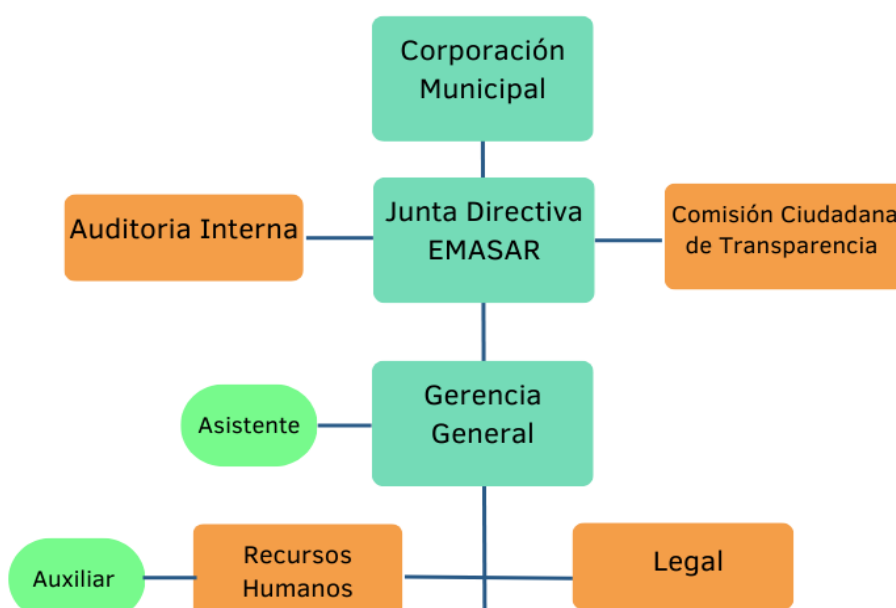 Corporación
Municipal
Auditoria Interna
Junta Directiva
EMASAR
Comisión Ciudadana
de Transparencia
Asistente
Gerencia
General
Auxiliar
Recursos
Humanos
Legal